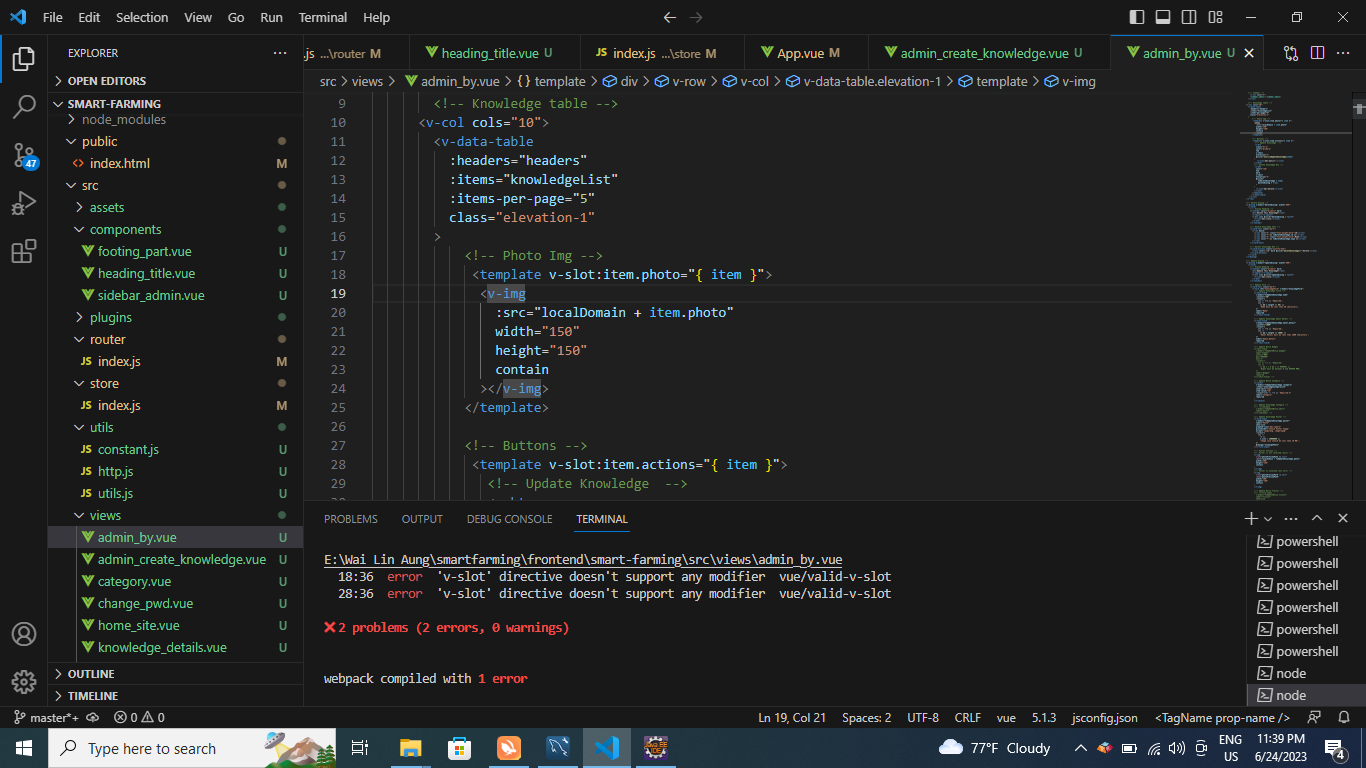 File Edit Selection View Go Run Terminal Help
EXPLORER
.js ...\router M
heading_title.vue U
index.js ...\store M
App.vue M
admin_create_knowledge.vue U
admin_by.vue U
OPEN EDITORS
src > views > admin_by.vue > {} template > div > v-row > v-col > v-data-table.elevation-1 > template > v-img
SMART-FARMING
node_modules
public
index.html M
src
assets
components
footing_part.vue U
heading_title.vue U
sidebar_admin.vue U
plugins
router
index.js M
store
index.js M
utils
constant.js U
http.js U
utils.js U
views
admin_by.vue U
admin_create_knowledge.vue U
category.vue U
change_pwd.vue U
home_site.vue U
knowledge_details.vue U
OUTLINE
TIMELINE
47
9 <!-- Knowledge table -->
10 <v-col cols="10">
11 <v-data-table
12 :headers="headers"
13 :items="knowledgeList"
14 :items-per-page="5"
15 class="elevation-1"
16 >
17 <!-- Photo Img -->
18 <template v-slot:item.photo="{ item }">
19 <v-img
20 :src="localDomain + item.photo"
21 width="150"
22 height="150"
23 contain
24 ></v-img>
25 </template>
26
27 <!-- Buttons -->
28 <template v-slot:item.actions="{ item }">
29 <!-- Update Knowledge -->
PROBLEMS OUTPUT DEBUG CONSOLE TERMINAL
E:\Wai Lin Aung\smartfarming\frontend\smart-farming\src\views\admin_by.vue
18:36 error 'v-slot' directive doesn't support any modifier vue/valid-v-slot
28:36 error 'v-slot' directive doesn't support any modifier vue/valid-v-slot
2 problems (2 errors, 0 warnings)
webpack compiled with 1 error
powershell
powershell
powershell
powershell
powershell
powershell
node
node
master*+ 0 0 Ln 19, Col 21 Spaces: 2 UTF-8 CRLF vue 5.1.3 jsconfig.json <TagName prop-name />
Type here to search
Java EE
IDE
77°F Cloudy
ENG
US
11:39 PM
6/24/2023
4